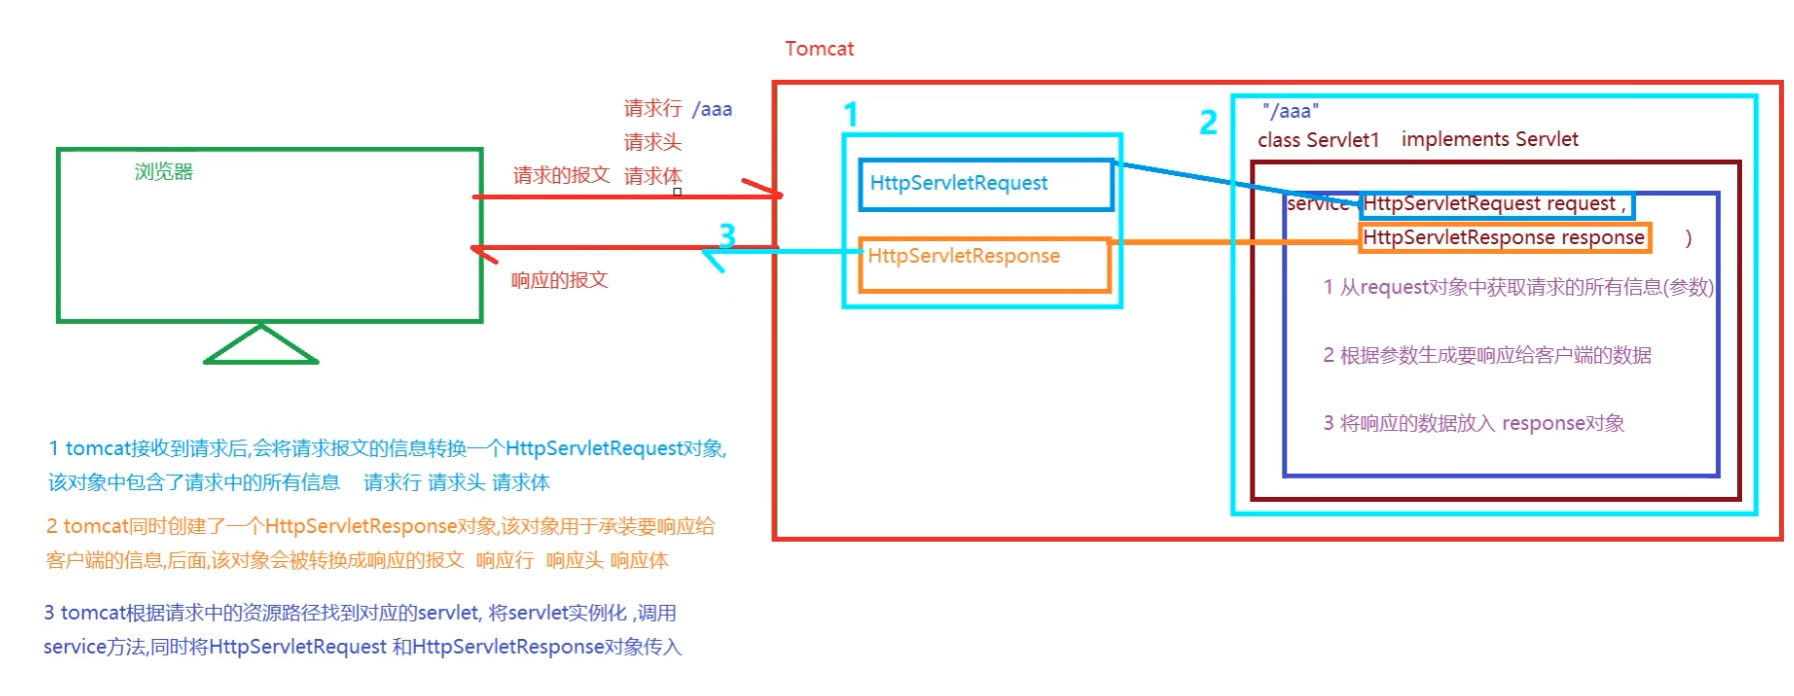 Tomcat
请求行 /aaa
请求头
请求体
请求的报文
浏览器
响应的报文
1
HttpServletRequest
HttpServletResponse
3
2
"/aaa"
class Servlet1 implements Servlet
service HttpServletRequest request ,
HttpServletResponse response )
1 从request对象中获取请求的所有信息(参数)
2 根据参数生成要响应给客户端的数据
3 将响应的数据放入 response对象
1 tomcat接收到请求后,会将请求报文的信息转换一个HttpServletRequest对象,
该对象中包含了请求中的所有信息 请求行 请求头 请求体
2 tomcat同时创建了一个HttpServletResponse对象,该对象用于承装要响应给
客户端的信息,后面,该对象会被转换成响应的报文 响应行 响应头 响应体
3 tomcat根据请求中的资源路径找到对应的servlet, 将servlet实例化 ,调用
service方法,同时将HttpServletRequest 和HttpServletResponse对象传入